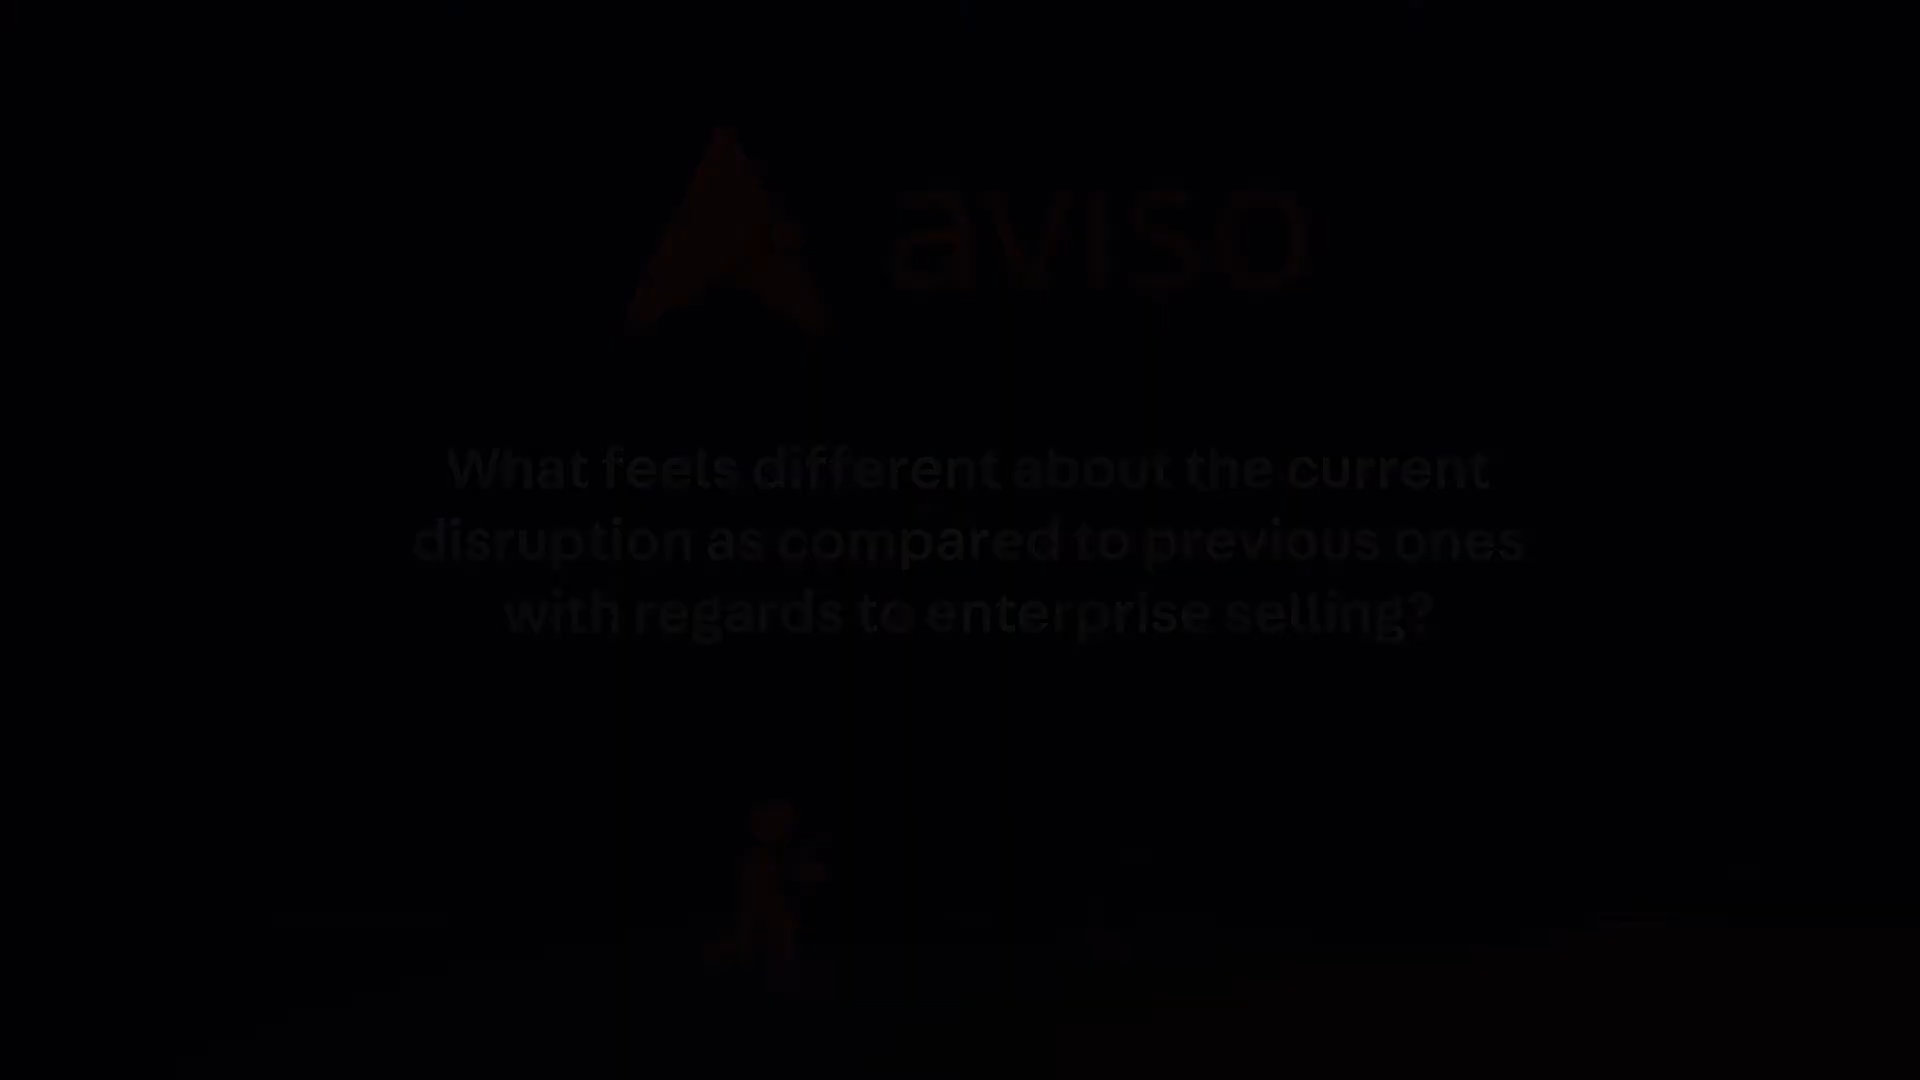 aviso
What feels different about the current
disruption as compared to previous ones
with regards to enterprise selling?